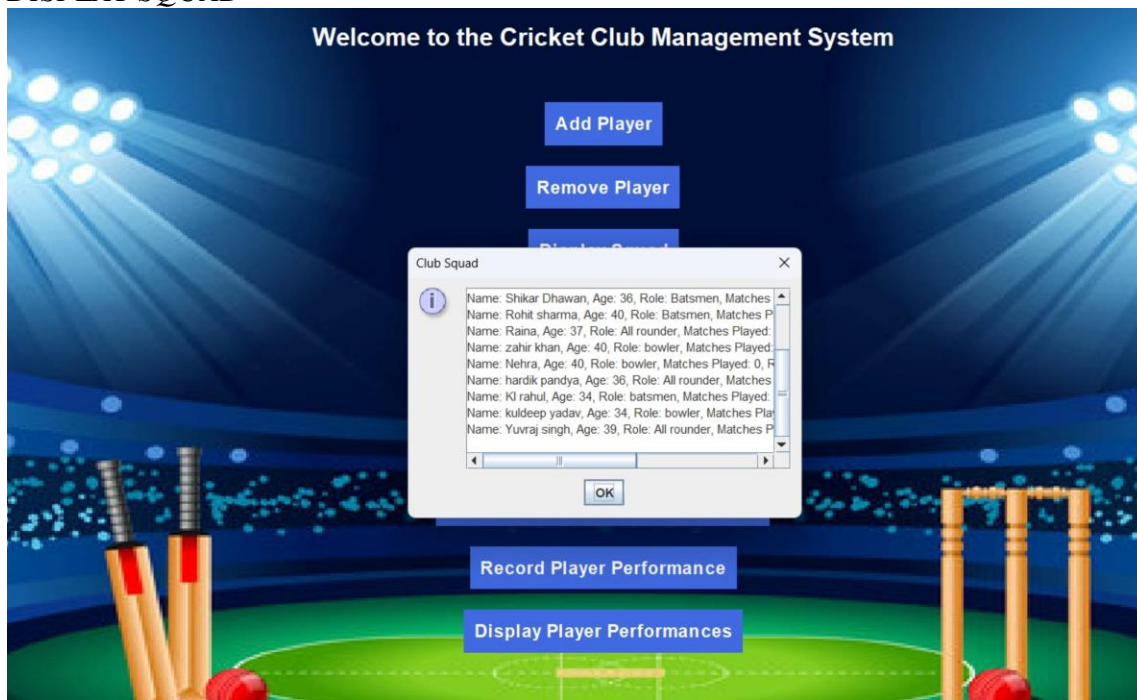 DISPLAY SQUAD
Welcome to the Cricket Club Management System
Add Player
Remove Player
Display Squad
Club Squad
Name: Shikar Dhawan, Age: 36, Role: Batsmen, Matches
Name: Rohit sharma, Age: 40, Role: Batsmen, Matches P
Name: Raina, Age: 37, Role: All rounder, Matches Played:
Name: zahir khan, Age: 40, Role: bowler, Matches Played:
Name: Nehra, Age: 40, Role: bowler, Matches Played: 0, R
Name: hardik pandya, Age: 36, Role: All rounder, Matches
Name: Kl rahul, Age: 34, Role: batsmen, Matches Played:
Name: kuldeep yadav, Age: 34, Role: bowler, Matches Pla
Name: Yuvraj singh, Age: 39, Role: All rounder, Matches P
OK
Record Player Performance
Display Player Performances